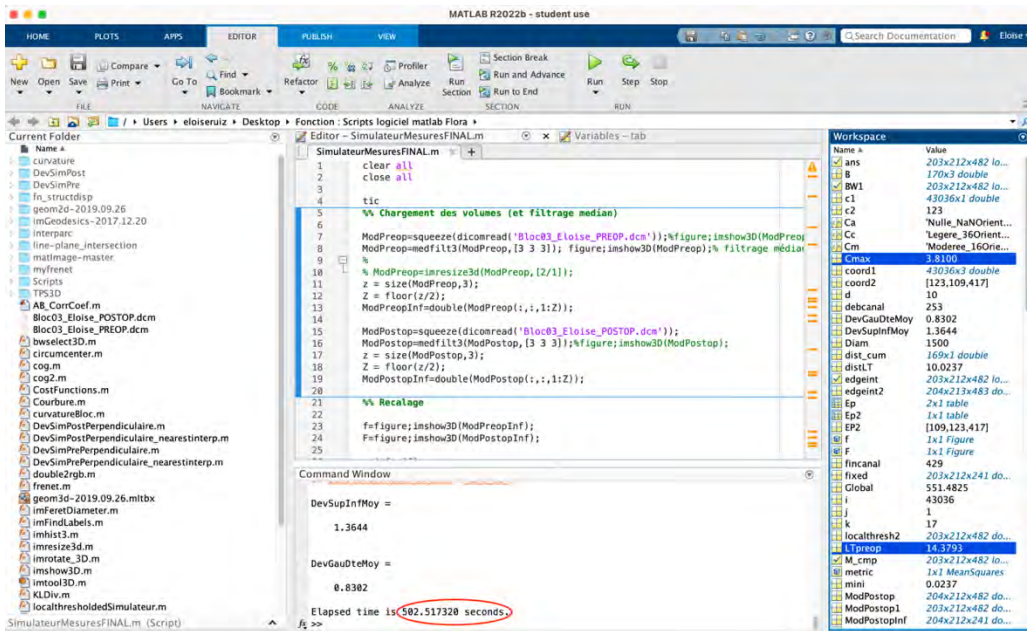 MATLAB R2022b - student use
HOME PLOTS APPS EDITOR PUBLISH VIEW
Search Documentation
Eloise
New Open Save
Compare
Print
Go To
Find
Bookmark
Refactor
Profiler
Analyze
Run Section
Section Break
Run and Advance
Run to End
Run Step Stop
FILE NAVIGATE CODE ANALYZE SECTION RUN
/ Users eloiseruiz Desktop Fonction : Scripts logiciel matlab Flora
Current Folder
Name
curvature
DevSimPost
DevSimPre
fn_structdisp
geom2d-2019.09.26
imGeodesics-2017.12.20
interparc
line-plane_intersection
matImage-master
myfrenet
Scripts
TPS3D
AB_CorrCoef.m
Bloc03_Eloise_POSTOP.dcm
Bloc03_Eloise_PREOP.dcm
bwselect3D.m
circumcenter.m
cog.m
cog2.m
CostFunctions.m
Courbure.m
curvatureBloc.m
DevSimPostPerpendiculaire.m
DevSimPostPerpendiculaire_nearestinterp.m
DevSimPrePerpendiculaire.m
DevSimPrePerpendiculaire_nearestinterp.m
double2rgb.m
frenet.m
geom3d-2019.09.26.mltbx
imFeretDiameter.m
imFindLabels.m
imhist3.m
imresize3d.m
imrotate_3D.m
imshow3D.m
imtool3D.m
KLDiv.m
localthresholdedSimulateur.m
SimulateurMesuresFINAL.m (Script)
Editor - SimulateurMesuresFINAL.m
Variables - tab
SimulateurMesuresFINAL.m
1 clear all
2 close all
3
4 tic
5 %% Chargement des volumes (et filtrage median)
6
7 ModPreop=squeeze(dicomread('Bloc03_Eloise_PREOP.dcm'));%figure;imshow3D(ModPreop
8 ModPreop=medfilt3(ModPreop,[3 3 3]); figure;imshow3D(ModPreop);% filtrage média
9 %
10 % ModPreop=imresize3d(ModPreop,[2/1]);
11 z = size(ModPreop,3);
12 Z = floor(z/2);
13 ModPreopInf=double(ModPreop(:,:,1:Z));
14
15 ModPostop=squeeze(dicomread('Bloc03_Eloise_POSTOP.dcm'));
16 ModPostop=medfilt3(ModPostop,[3 3 3]);%figure;imshow3D(ModPostop);
17 z = size(ModPostop,3);
18 Z = floor(z/2);
19 ModPostopInf=double(ModPostop(:,:,1:Z));
20
21 %% Recalage
22
23 f=figure;imshow3D(ModPreopInf);
24 F=figure;imshow3D(ModPostopInf);
25
Command Window
DevSupInfMoy =
1.3644
DevGauDteMoy =
0.8302
Elapsed time is 502.517320 seconds.
fx >>
Workspace
Name Value
ans 203x212x482 lo...
B 170x3 double
BW1 203x212x482 lo...
c1 43036x1 double
c2 123
Ca 'Nulle_NaNOrient...
Cc 'Legere_36Orient...
Cm 'Moderee_16Orie...
Cmax 3.8100
coord1 43036x3 double
coord2 [123,109,417]
d 10
debcanal 253
DevGauDteMoy 0.8302
DevSupInfMoy 1.3644
Diam 1500
dist_cum 169x1 double
distLT 10.0237
edgeint 203x212x482 lo...
edgeint2 204x213x483 do...
Ep 2x1 table
Ep2 1x1 table
EP2 [109,123,417]
f 1x1 Figure
F 1x1 Figure
fincanal 429
fixed 203x212x241 do...
Global 551.4825
i 43036
j 1
k 17
localthresh2 203x212x482 do...
LTpreop 14.3793
M_cmp 203x212x482 lo...
metric 1x1 MeanSquares
mini 0.0237
ModPostop 204x212x482 do...
ModPostop1 203x212x482 do...
ModPostopInf 204x212x241 do...